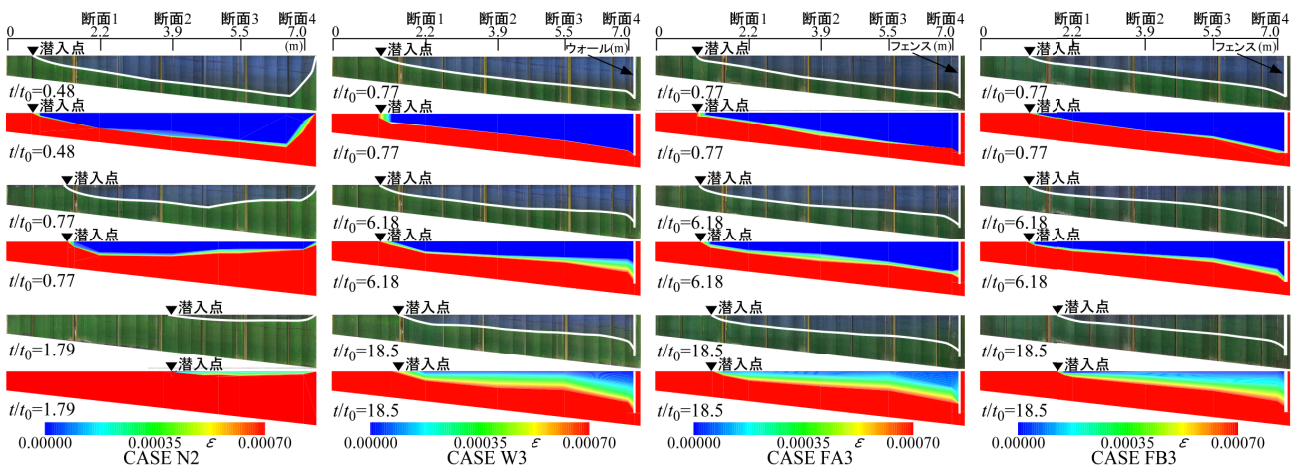 断面1 断面2 断面3 断面4
0 2.2 3.9 5.5 7.0
(m)
潜入点
t/t0=0.48
潜入点
t/t0=0.48
潜入点
t/t0=0.77
潜入点
t/t0=0.77
潜入点
t/t0=1.79
潜入点
t/t0=1.79
0.00000 0.00035 ε 0.00070
CASE N2
断面1 断面2 断面3 断面4
0 2.2 3.9 5.5 7.0
ウォール(m)
潜入点
t/t0=0.77
潜入点
t/t0=0.77
潜入点
t/t0=6.18
潜入点
t/t0=6.18
潜入点
t/t0=18.5
潜入点
t/t0=18.5
0.00000 0.00035 ε 0.00070
CASE W3
断面1 断面2 断面3 断面4
0 2.2 3.9 5.5 7.0
フェンス(m)
潜入点
t/t0=0.77
潜入点
t/t0=0.77
潜入点
t/t0=6.18
潜入点
t/t0=6.18
潜入点
t/t0=18.5
潜入点
t/t0=18.5
0.00000 0.00035 ε 0.00070
CASE FA3
断面1 断面2 断面3 断面4
0 2.2 3.9 5.5 7.0
フェンス(m)
潜入点
t/t0=0.77
潜入点
t/t0=0.77
潜入点
t/t0=6.18
潜入点
t/t0=6.18
潜入点
t/t0=18.5
潜入点
t/t0=18.5
0.00000 0.00035 ε 0.00070
CASE FB3